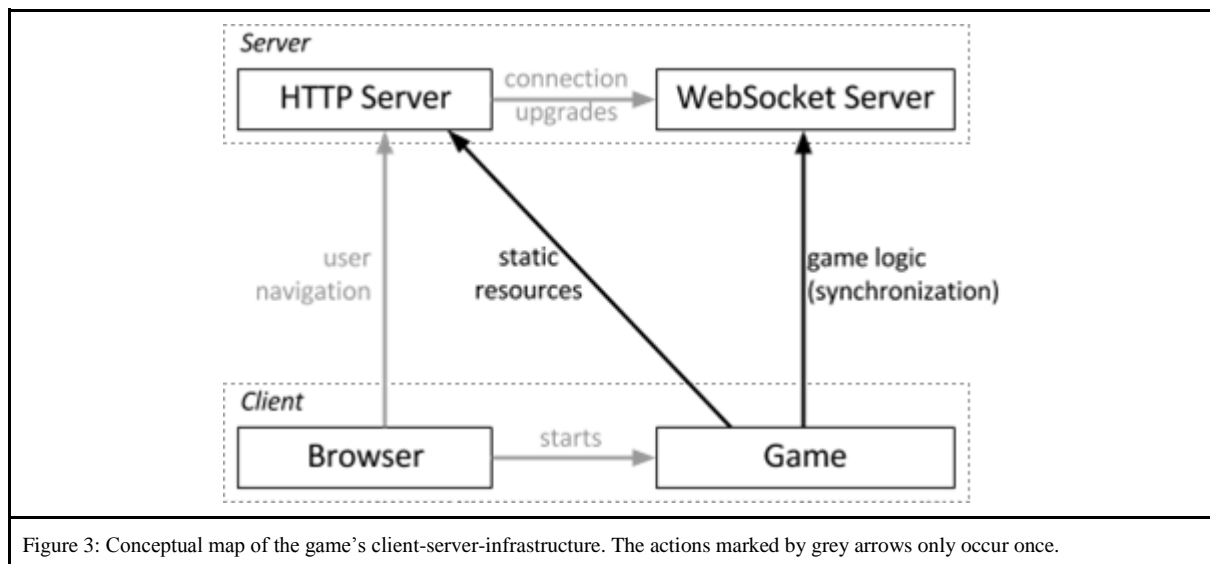 Server
HTTP Server
connection
upgrades
WebSocket Server
user
navigation
static
resources
game logic
(synchronization)
Client
Browser
starts
Game
Figure 3: Conceptual map of the game's client-server-infrastructure. The actions marked by grey arrows only occur once.